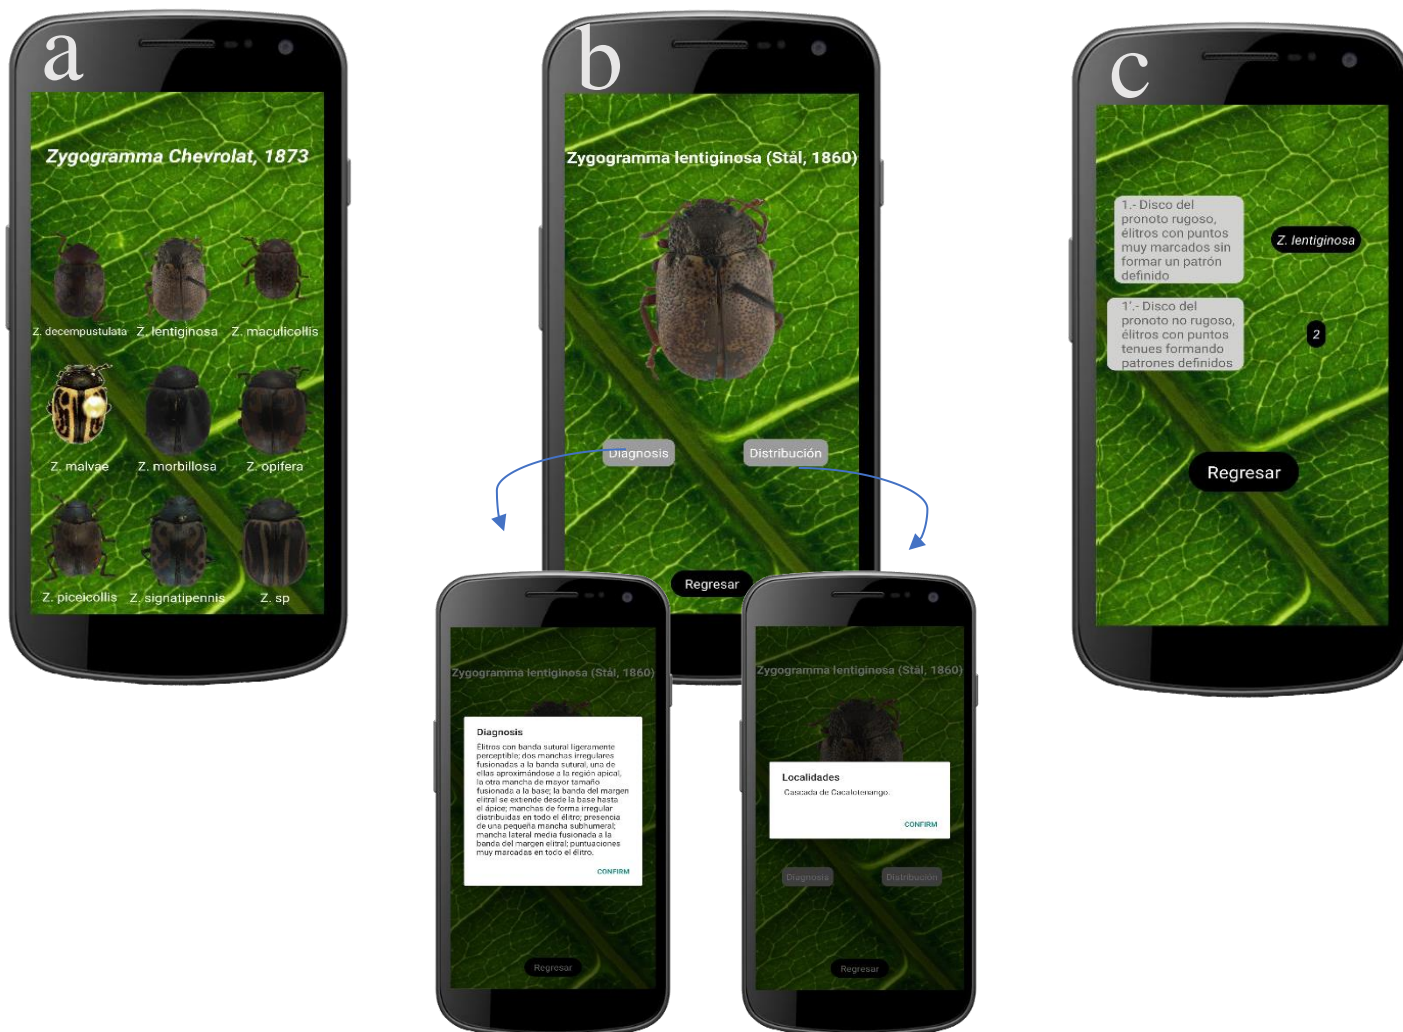 a
Zygogramma Chevrolat, 1873
Z. decempustulata Z. lentiginosa Z. maculicollis
Z. malvae Z. morbillosa Z. opifera
Z. piceicollis Z. signatipennis Z. sp
b
Zygogramma lentiginosa (Stål, 1860)
Diagnosis Distribución
Regresar
Zygogramma lentiginosa (Stål, 1860)
Diagnosis
Élitros con banda sutural ligeramente
perceptible; dos manchas irregulares
fusionadas a la banda sutural, una de
ellas aproximándose a la región apical,
la otra mancha de mayor tamaño
fusionada a la base; la banda del margen
elitral se extiende desde la base hasta
el ápice; manchas de forma irregular
distribuidas en todo el élitro; presencia
de una pequeña mancha subhumeral;
mancha lateral media fusionada a la
banda del margen elitral; puntuaciones
muy marcadas en todo el élitro.
CONFIRM
Regresar
Zygogramma lentiginosa (Stål, 1860)
Localidades
Cascada de Cacalotenango.
CONFIRM
Diagnosis Distribución
Regresar
c
1.- Disco del
pronoto rugoso,
élitros con puntos
muy marcados sin
formar un patrón
definido
Z. lentiginosa
1'.- Disco del
pronoto no rugoso,
élitros con puntos
tenues formando
patrones definidos
2
Regresar